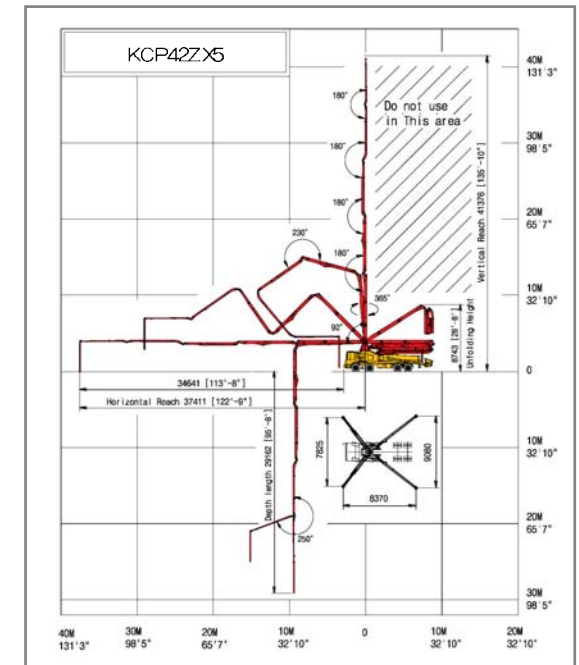 KCP42ZX5
40M
131'3"
180°
Do not use
in This area
30M
98'5"
180°
Vertical Reach 41376 [135'-10"]
180°
20M
65'7"
230°
180°
10M
32'10"
365°
8743 [28'-8"]
Unfolding Height
92°
0
34641 [113'-8"]
Horizontal Reach 37411 [122'-9"]
7825
9080
8370
10M
32'10"
Depth length 29162 [95'-8"]
250°
20M
65'7"
30M
98'5"
40M 30M 20M 10M 0 10M 20M
131'3" 98'5" 65'7" 32'10" 32'10" 32'10"